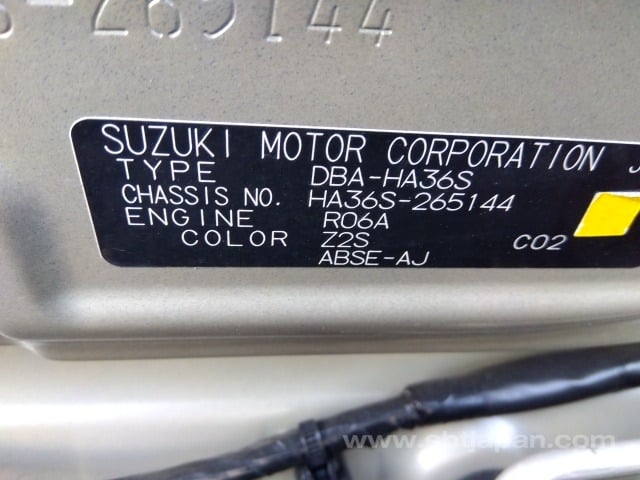 -265144
SUZUKI MOTOR CORPORATION J
TYPE DBA-HA36S
CHASSIS NO. HA36S-265144
ENGINE R06A
COLOR Z2S CO2
ABSE-AJ
www.sbtjapan.com